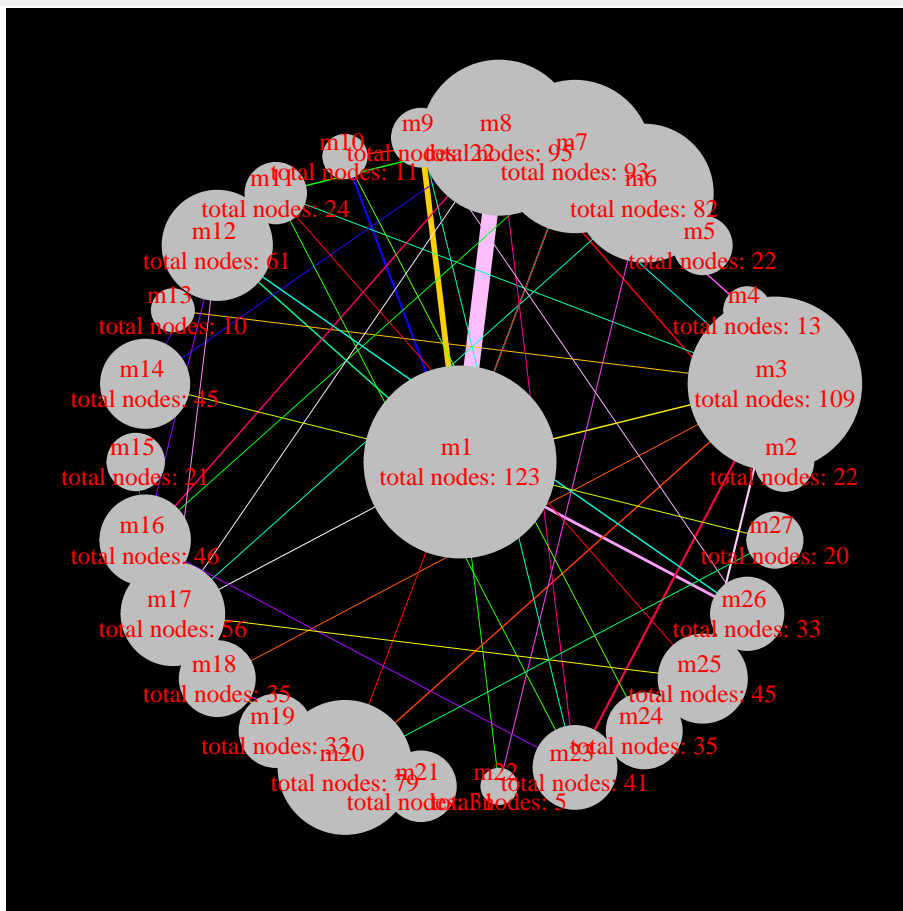 m1
total nodes: 123
m2
total nodes: 22
m3
total nodes: 109
m4
total nodes: 13
m5
total nodes: 22
m6
total nodes: 82
m7
total nodes: 93
m8
total nodes: 95
m9
total nodes: 22
m10
total nodes: 11
m11
total nodes: 24
m12
total nodes: 61
m13
total nodes: 10
m14
total nodes: 45
m15
total nodes: 21
m16
total nodes: 46
m17
total nodes: 56
m18
total nodes: 35
m19
total nodes: 33
m20
total nodes: 79
m21
total nodes:
m22
total nodes: 5
m23
total nodes: 41
m24
total nodes: 35
m25
total nodes: 45
m26
total nodes: 33
m27
total nodes: 20